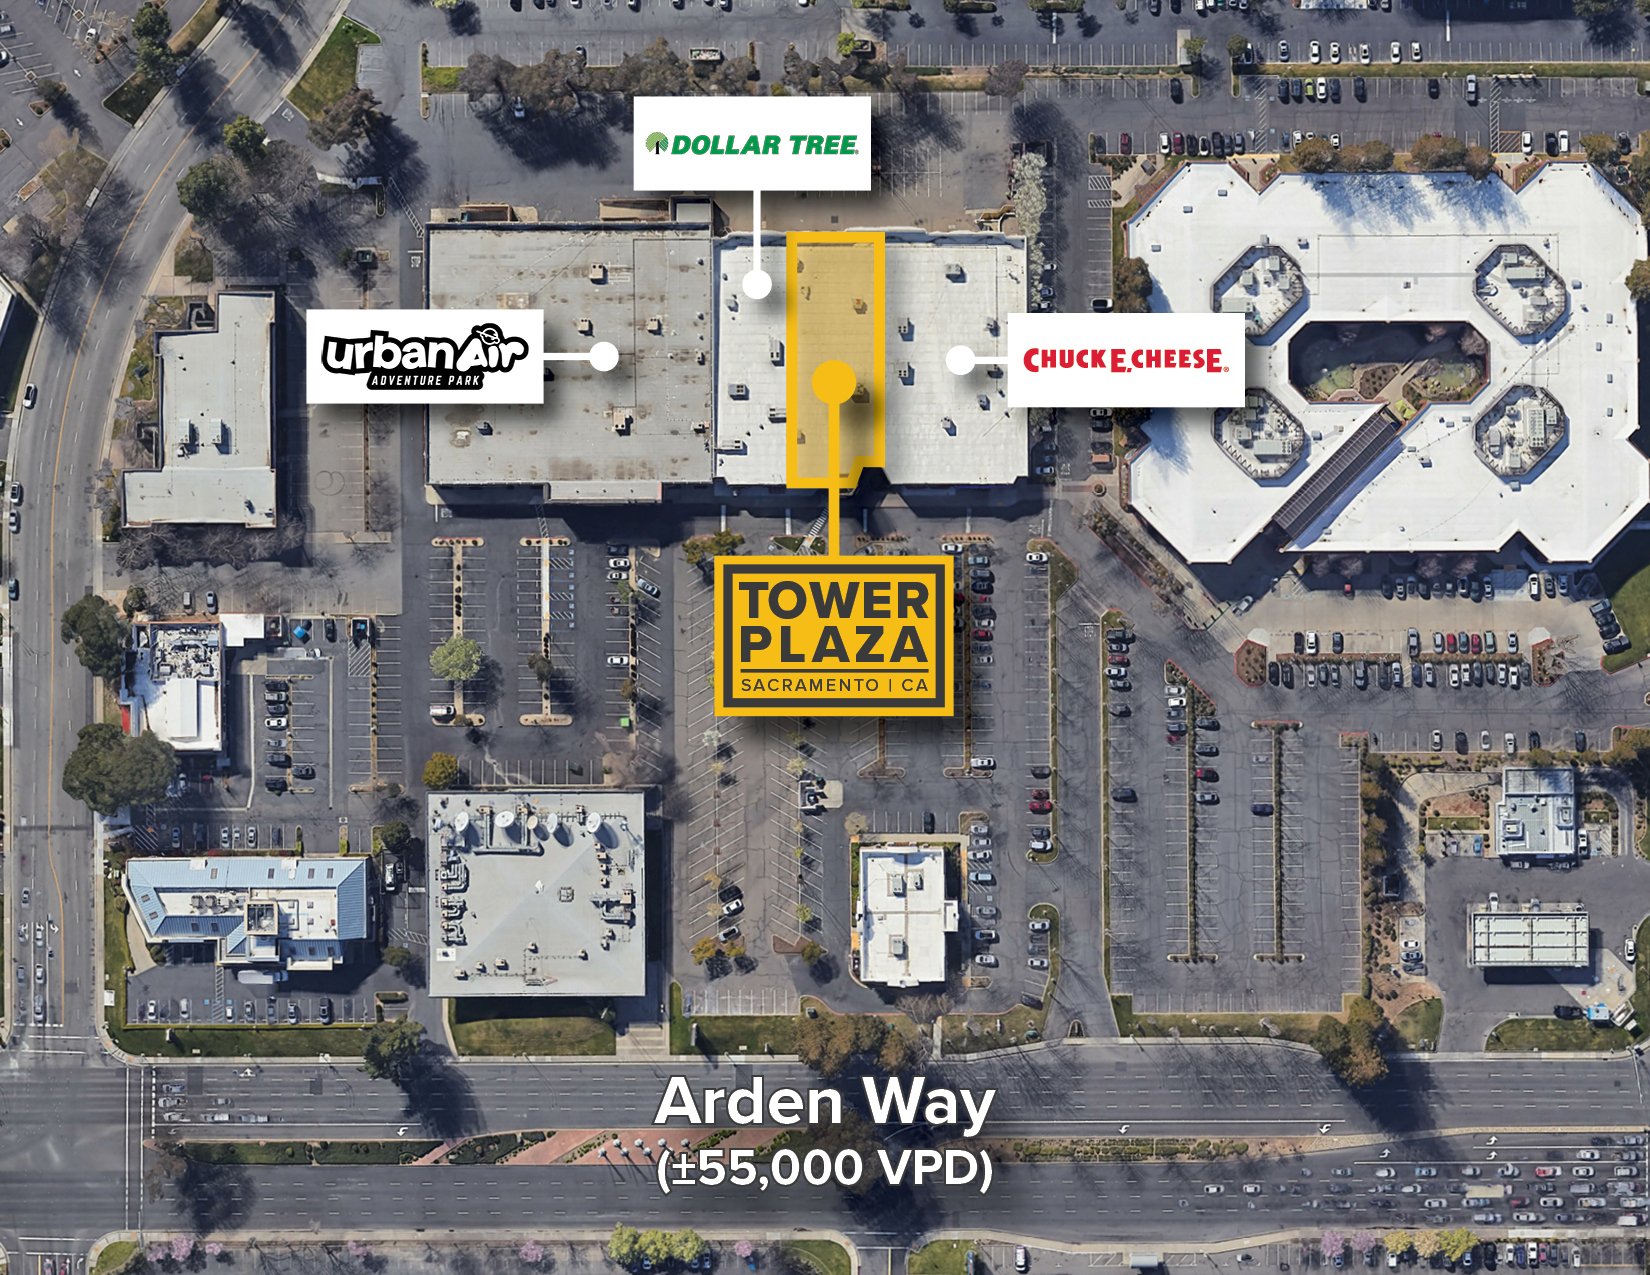 DOLLAR TREE
urbanAir
ADVENTURE PARK
CHUCK E. CHEESE
TOWER
PLAZA
SACRAMENTO | CA
Arden Way
(±55,000 VPD)